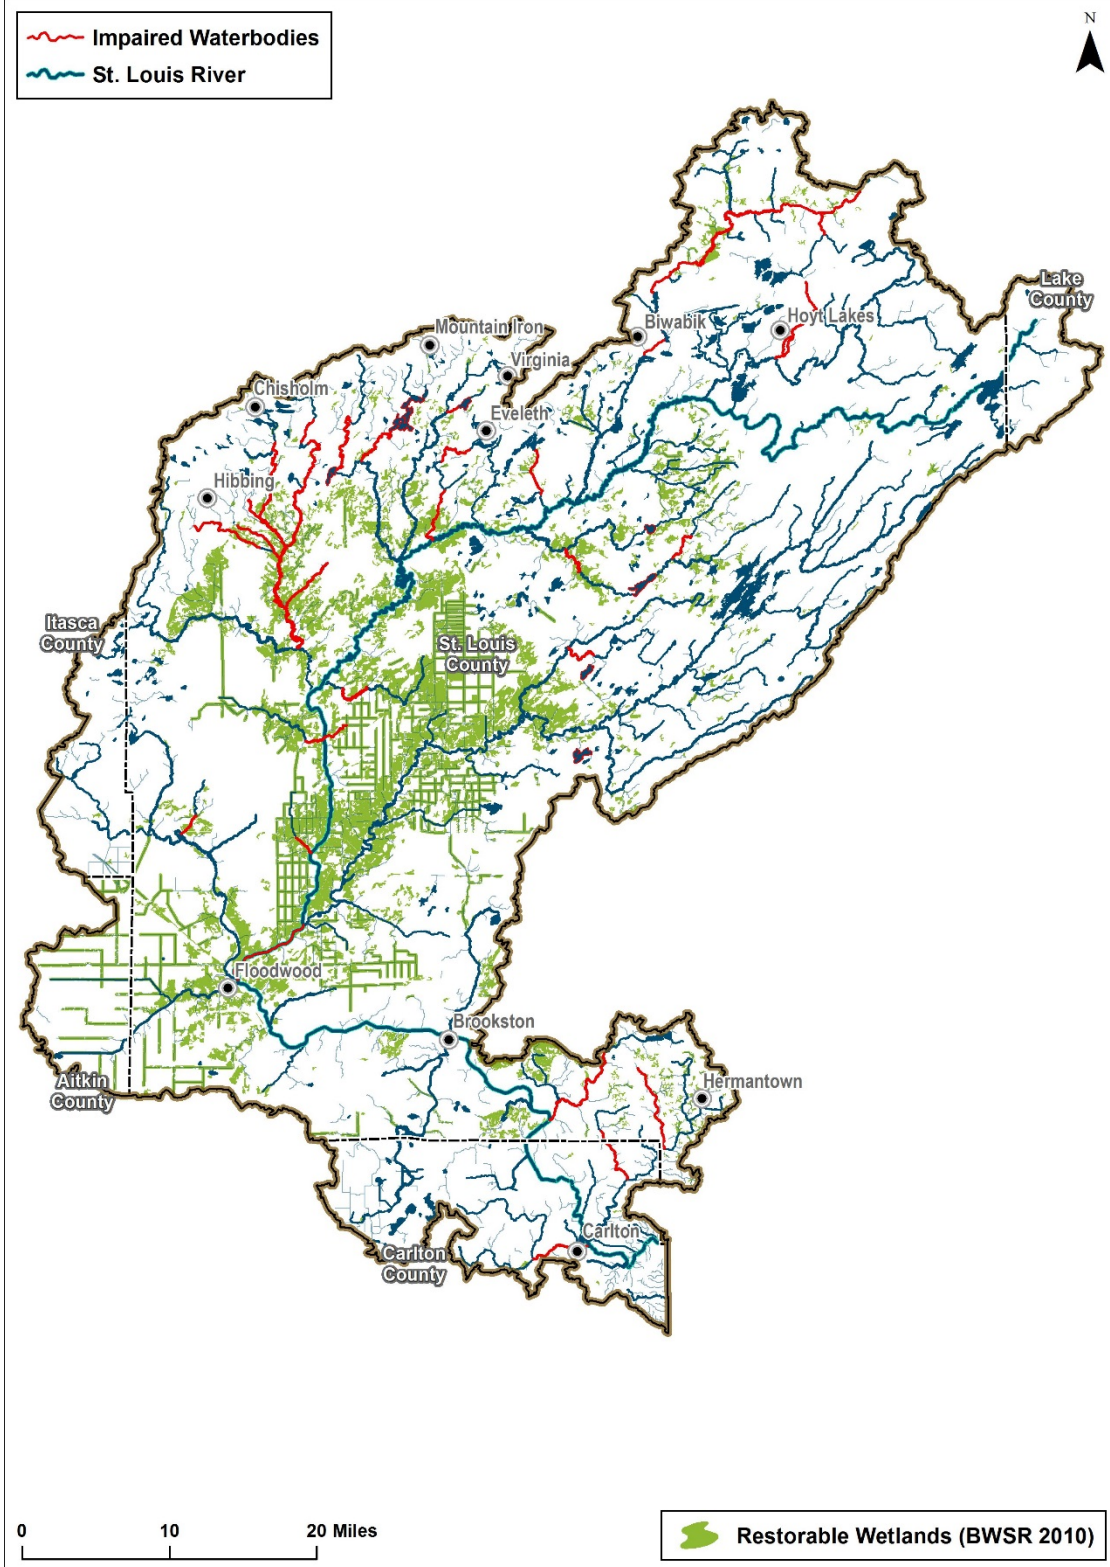 Impaired Waterbodies
St. Louis River
N
Lake
County
Hoyt Lakes
Biwabik
Mountain Iron
Virginia
Chisholm
Eveleth
Hibbing
Itasca
County
St. Louis
County
Floodwood
Brookston
Aitkin
County
Hermantown
Carlton
Carlton
County
0 10 20 Miles
Restorable Wetlands (BWSR 2010)